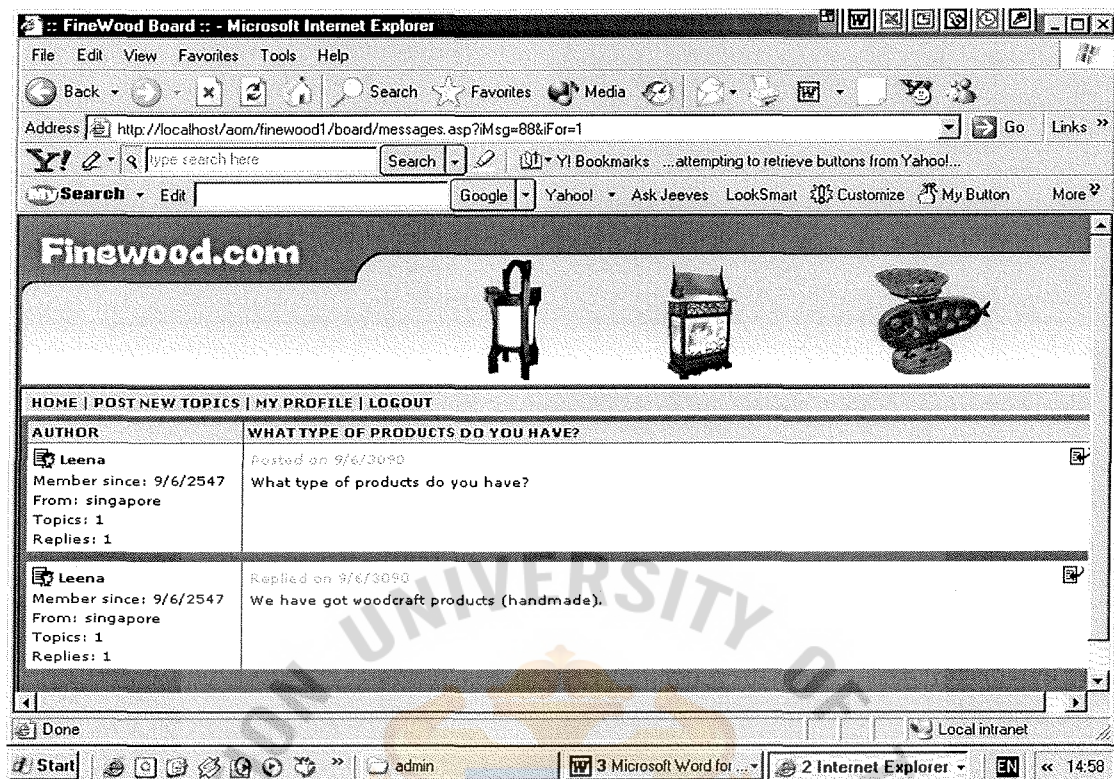 :: FineWood Board :: - Microsoft Internet Explorer
File Edit View Favorites Tools Help
Back Search Favorites Media
Address http://localhost/aom/finewood1/board/messages.asp?iMsg=88&iFor=1 Go Links »
Y! type search here Search Y! Bookmarks ...attempting to retrieve buttons from Yahoo!...
mySearch Edit Google Yahoo! Ask Jeeves LookSmart Customize My Button More
Finewood.com
HOME | POST NEW TOPICS | MY PROFILE | LOGOUT
AUTHOR WHAT TYPE OF PRODUCTS DO YOU HAVE?
Leena Posted on 9/6/3090
Member since: 9/6/2547 What type of products do you have?
From: singapore
Topics: 1
Replies: 1
Leena Replied on 9/6/3090
Member since: 9/6/2547 We have got woodcraft products (handmade).
From: singapore
Topics: 1
Replies: 1
UNIVERSITY OF
Done Local intranet
Start » admin 3 Microsoft Word for ... 2 Internet Explorer EN « 14:58